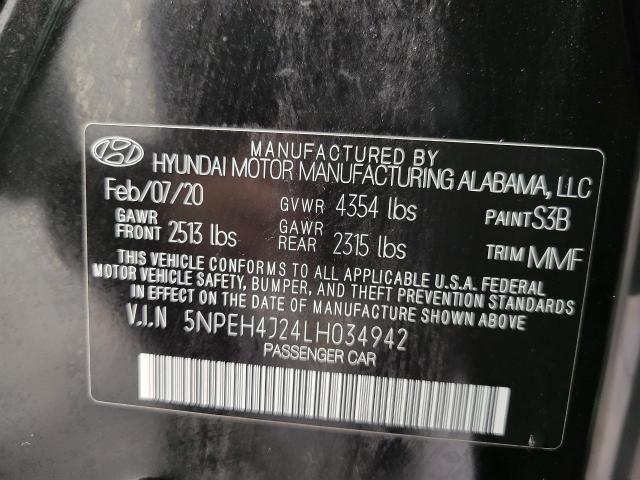 MANUFACTURED BY
HYUNDAI MOTOR MANUFACTURING ALABAMA, LLC
Feb/07/20 GVWR 4354 lbs PAINT S3B
GAWR FRONT 2513 lbs GAWR REAR 2315 lbs TRIM MMF
THIS VEHICLE CONFORMS TO ALL APPLICABLE U.S.A. FEDERAL
MOTOR VEHICLE SAFETY, BUMPER, AND THEFT PREVENTION STANDARDS
IN EFFECT ON THE DATE OF MANUFACTURE SHOWN ABOVE.
V.I.N 5NPEH4J24LH034942
PASSENGER CAR